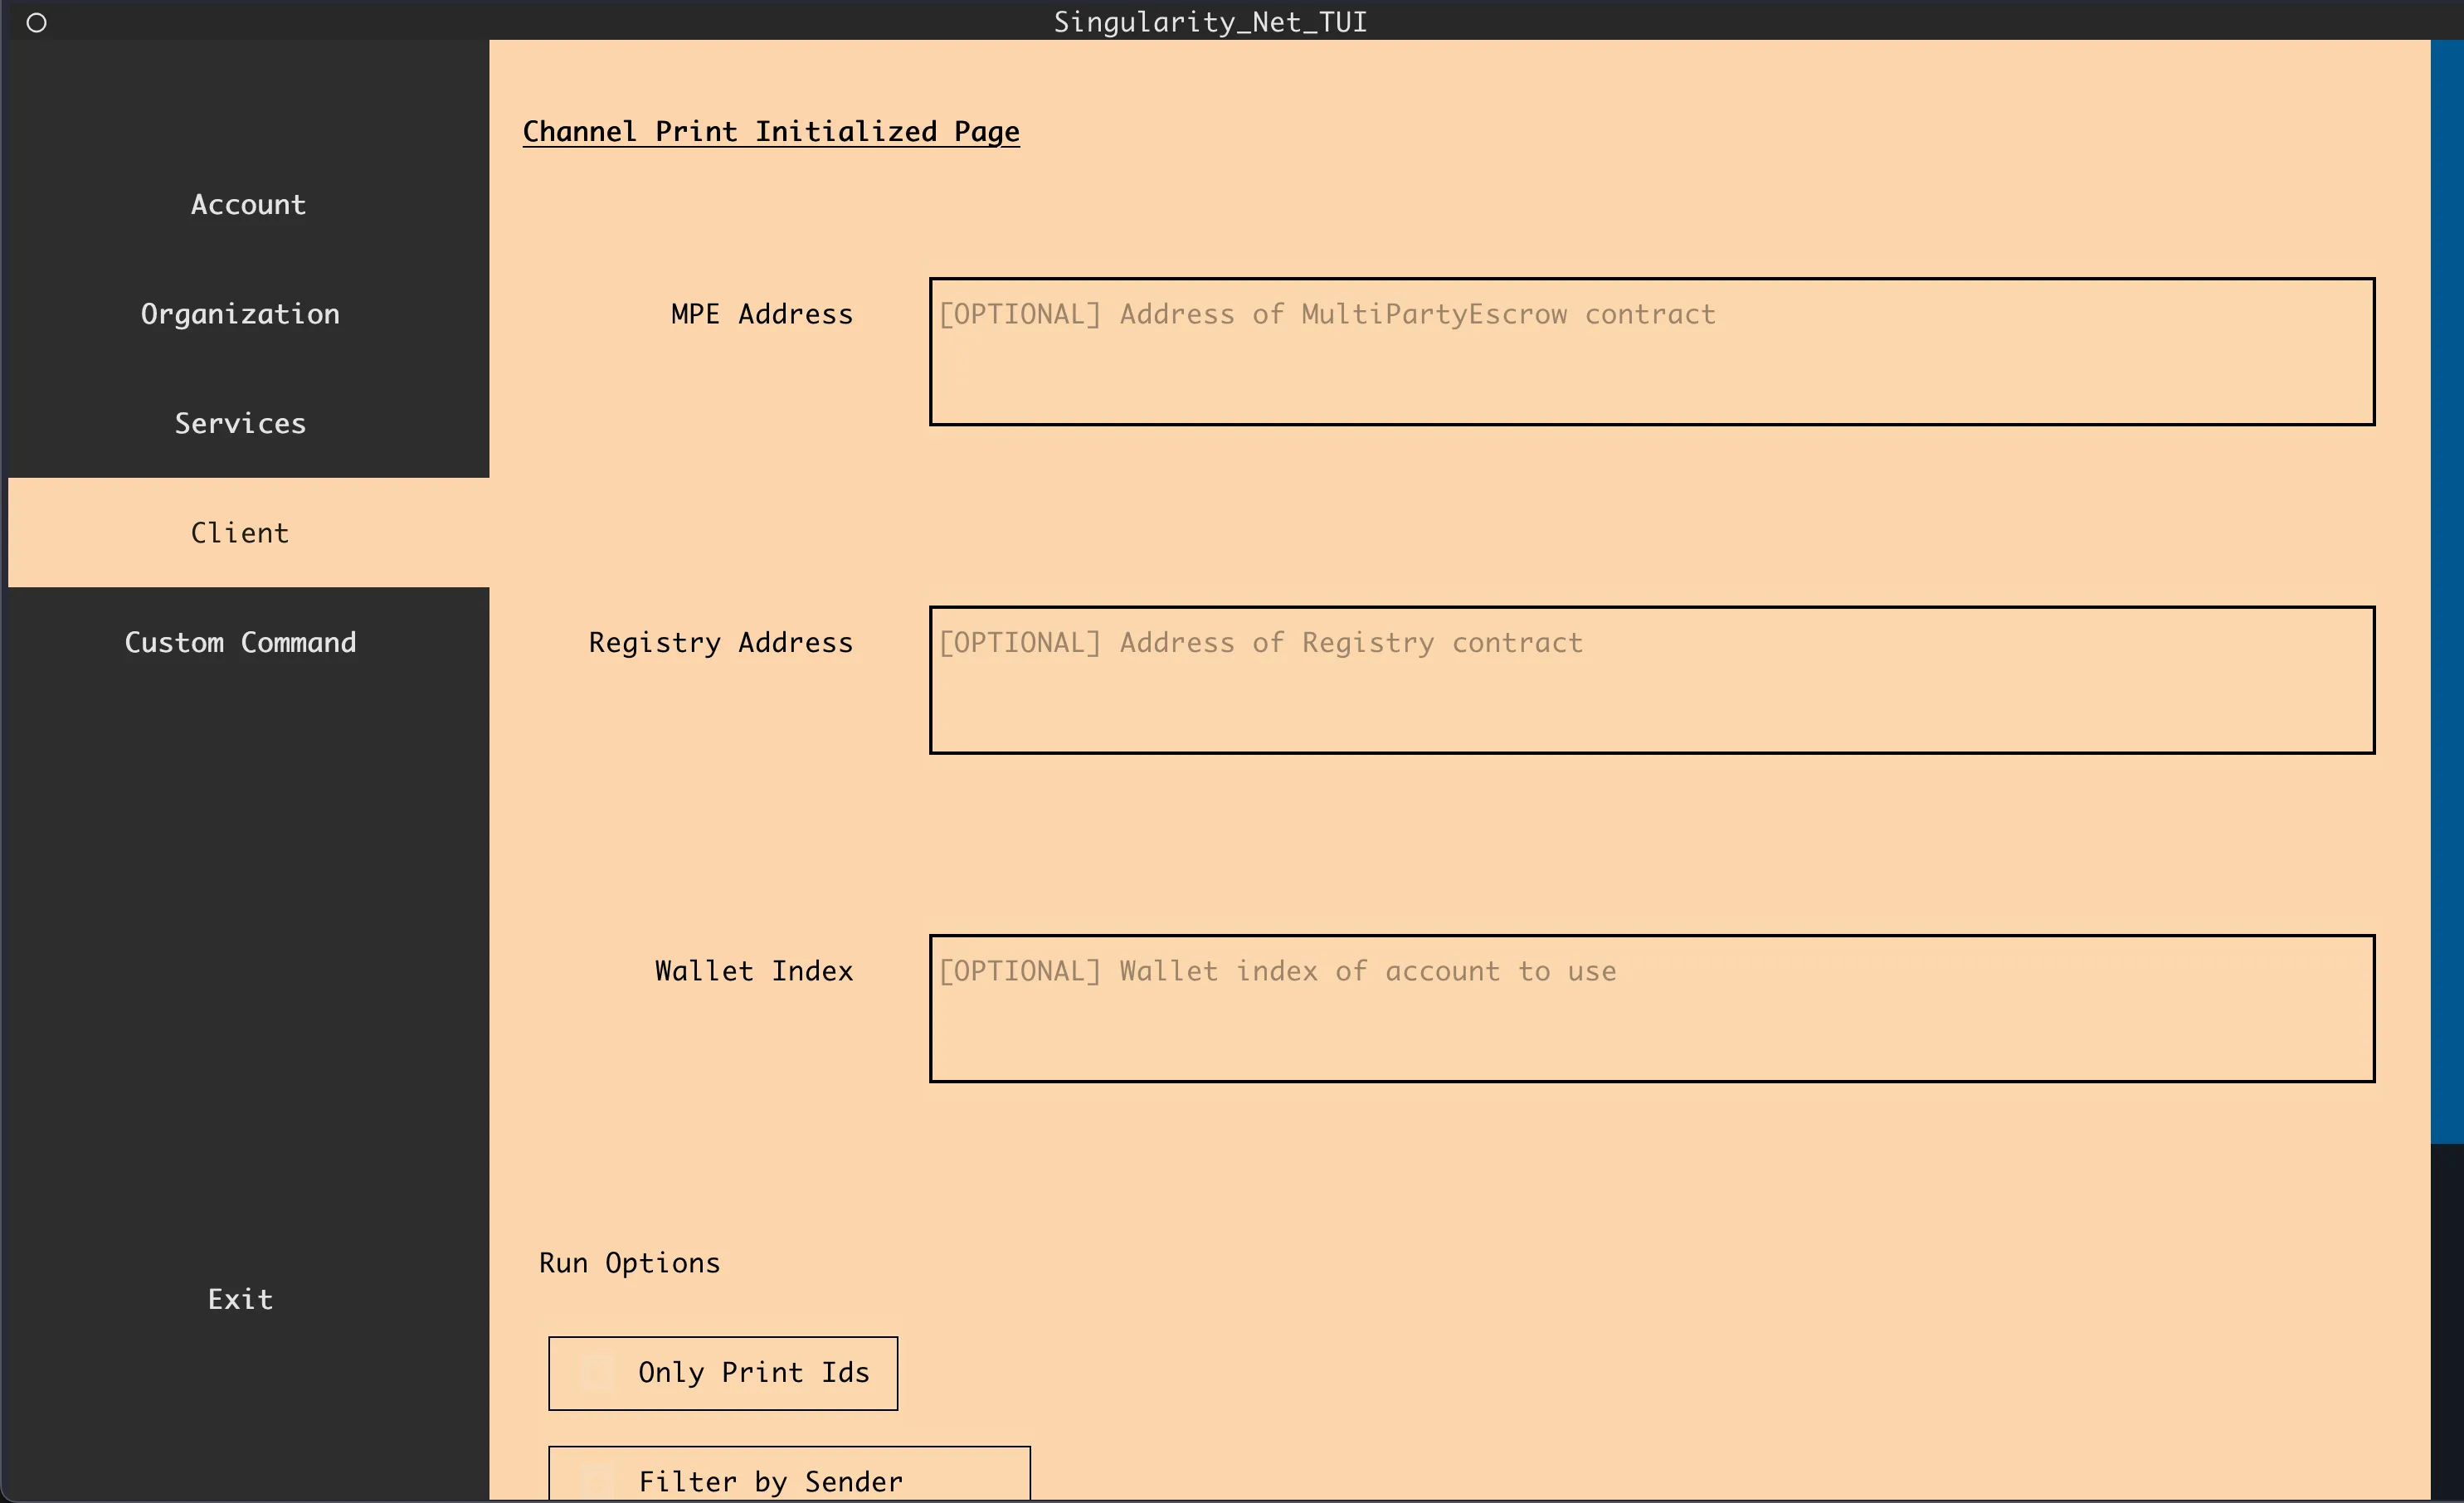 Singularity_Net_TUI
Account
Organization
Services
Client
Custom Command
Exit
Channel Print Initialized Page
MPE Address
[OPTIONAL] Address of MultiPartyEscrow contract
Registry Address
[OPTIONAL] Address of Registry contract
Wallet Index
[OPTIONAL] Wallet index of account to use
Run Options
Only Print Ids
Filter by Sender